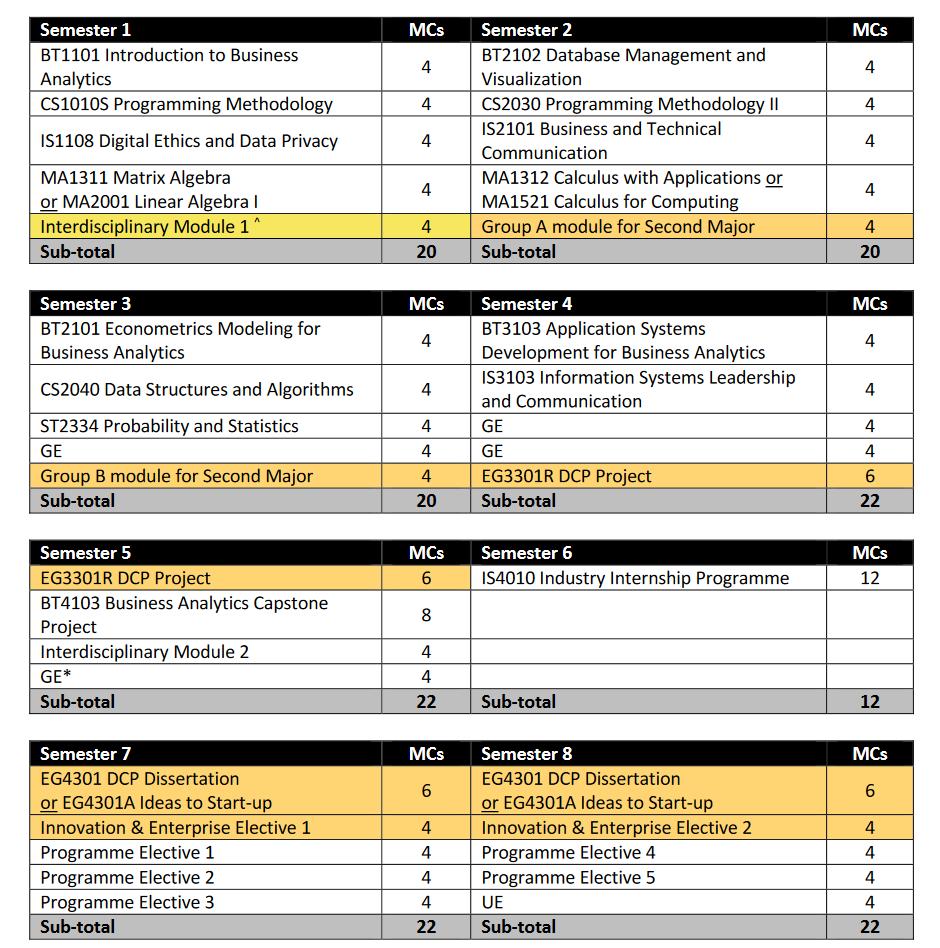 Semester 1 MCs Semester 2 MCs
BT1101 Introduction to Business Analytics 4 BT2102 Database Management and Visualization 4
CS1010S Programming Methodology 4 CS2030 Programming Methodology II 4
IS1108 Digital Ethics and Data Privacy 4 IS2101 Business and Technical Communication 4
MA1311 Matrix Algebra or MA2001 Linear Algebra I 4 MA1312 Calculus with Applications or MA1521 Calculus for Computing 4
Interdisciplinary Module 1 ^ 4 Group A module for Second Major 4
Sub-total 20 Sub-total 20
Semester 3 MCs Semester 4 MCs
BT2101 Econometrics Modeling for Business Analytics 4 BT3103 Application Systems Development for Business Analytics 4
CS2040 Data Structures and Algorithms 4 IS3103 Information Systems Leadership and Communication 4
ST2334 Probability and Statistics 4 GE 4
GE 4 GE 4
Group B module for Second Major 4 EG3301R DCP Project 6
Sub-total 20 Sub-total 22
Semester 5 MCs Semester 6 MCs
EG3301R DCP Project 6 IS4010 Industry Internship Programme 12
BT4103 Business Analytics Capstone Project 8
Interdisciplinary Module 2 4
GE* 4
Sub-total 22 Sub-total 12
Semester 7 MCs Semester 8 MCs
EG4301 DCP Dissertation or EG4301A Ideas to Start-up 6 EG4301 DCP Dissertation or EG4301A Ideas to Start-up 6
Innovation & Enterprise Elective 1 4 Innovation & Enterprise Elective 2 4
Programme Elective 1 4 Programme Elective 4 4
Programme Elective 2 4 Programme Elective 5 4
Programme Elective 3 4 UE 4
Sub-total 22 Sub-total 22